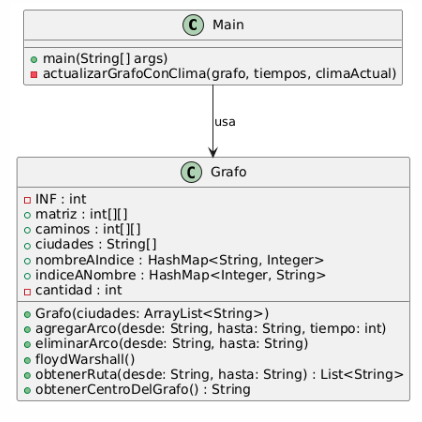 C Main
main(String[] args)
actualizarGrafoConClima(grafo, tiempos, climaActual)
usa
C Grafo
INF : int
matriz : int[][]
caminos : int[][]
ciudades : String[]
nombreAIndice : HashMap<String, Integer>
indiceANombre : HashMap<Integer, String>
cantidad : int
Grafo(ciudades: ArrayList<String>)
agregarArco(desde: String, hasta: String, tiempo: int)
eliminarArco(desde: String, hasta: String)
floydWarshall()
obtenerRuta(desde: String, hasta: String) : List<String>
obtenerCentroDelGrafo() : String